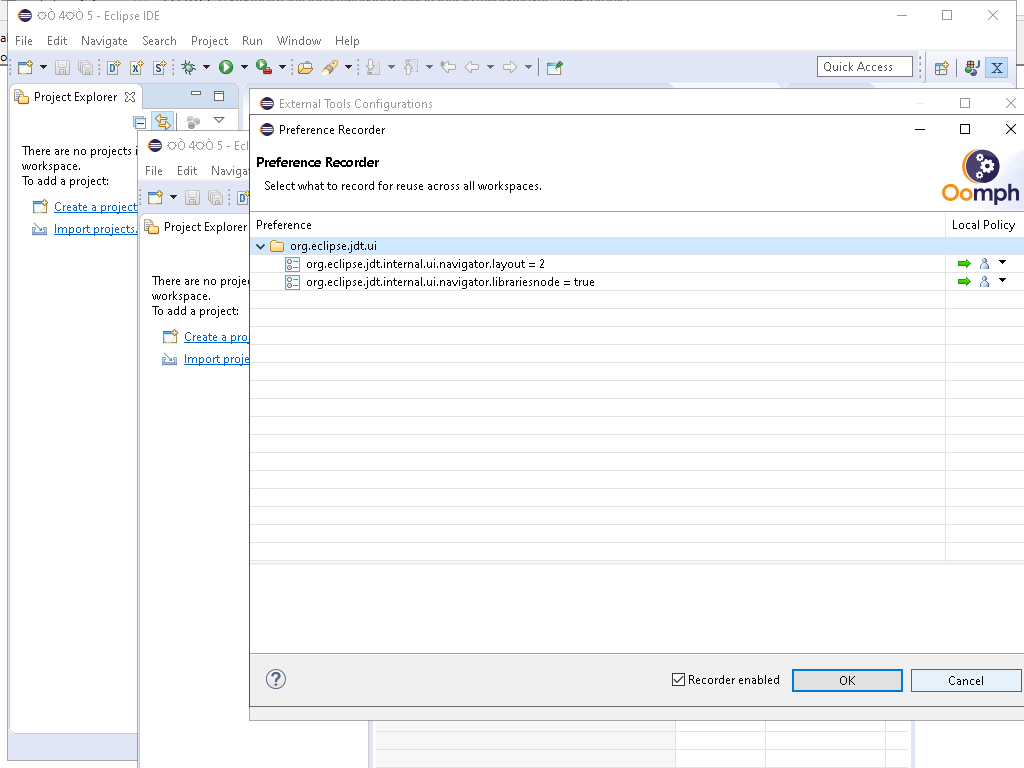 ѺÒ 4ѺÒ 5 - Eclipse IDE
File Edit Navigate Search Project Run Window Help
Quick Access
Project Explorer
There are no projects i
workspace.
To add a project:
Create a project
Import projects.
ѺÒ 4ѺÒ 5 - Ecl
File Edit Naviga
Project Explorer
There are no proje
workspace.
To add a project:
Create a pro
Import proje
External Tools Configurations
Preference Recorder
Preference Recorder
Select what to record for reuse across all workspaces.
Oomph
Preference Local Policy
org.eclipse.jdt.ui
org.eclipse.jdt.internal.ui.navigator.layout = 2
org.eclipse.jdt.internal.ui.navigator.librariesnode = true
Recorder enabled OK Cancel